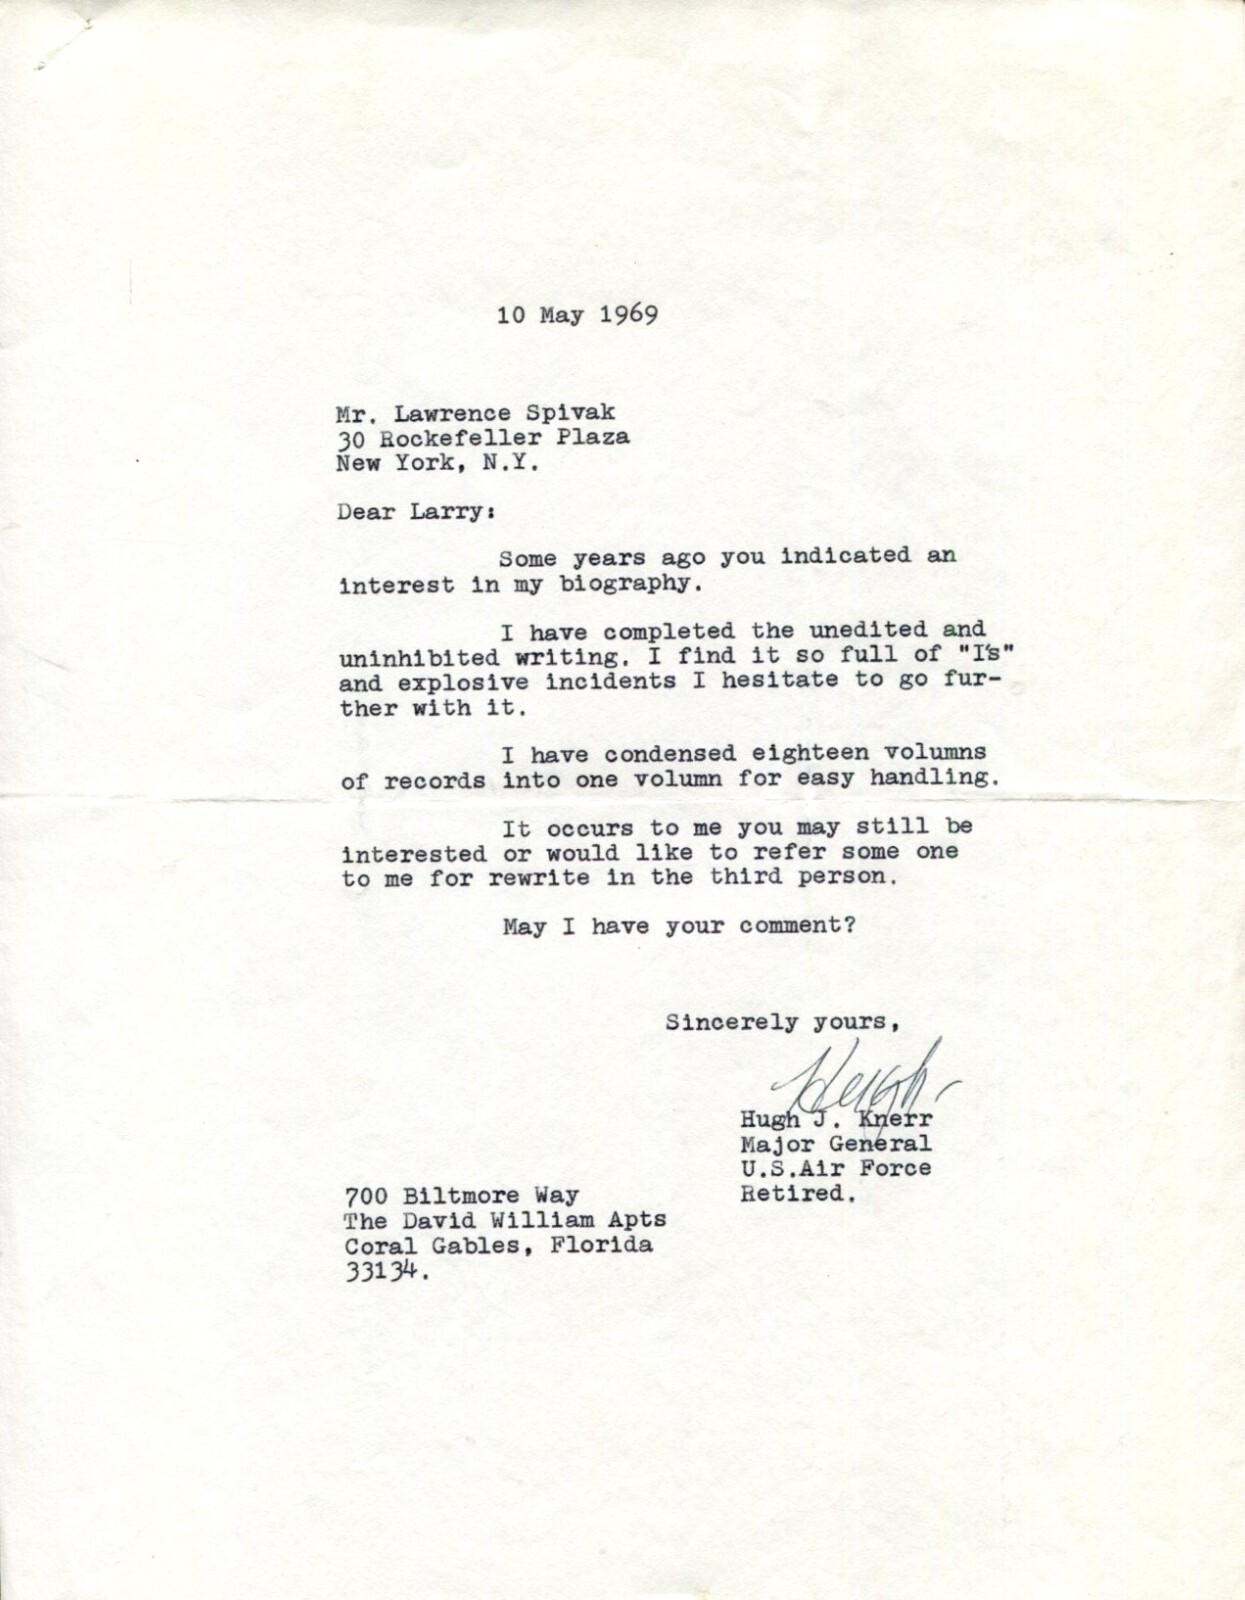 10 May 1969
Mr. Lawrence Spivak
30 Rockefeller Plaza
New York, N.Y.
Dear Larry:
Some years ago you indicated an
interest in my biography.
I have completed the unedited and
uninhibited writing. I find it so full of "I's"
and explosive incidents I hesitate to go fur-
ther with it.
I have condensed eighteen volumns
of records into one volumn for easy handling.
It occurs to me you may still be
interested or would like to refer some one
to me for rewrite in the third person.
May I have your comment?
Sincerely yours,
Hugh
Hugh J. Knerr
Major General
U.S.Air Force
Retired.
700 Biltmore Way
The David William Apts
Coral Gables, Florida
33134.